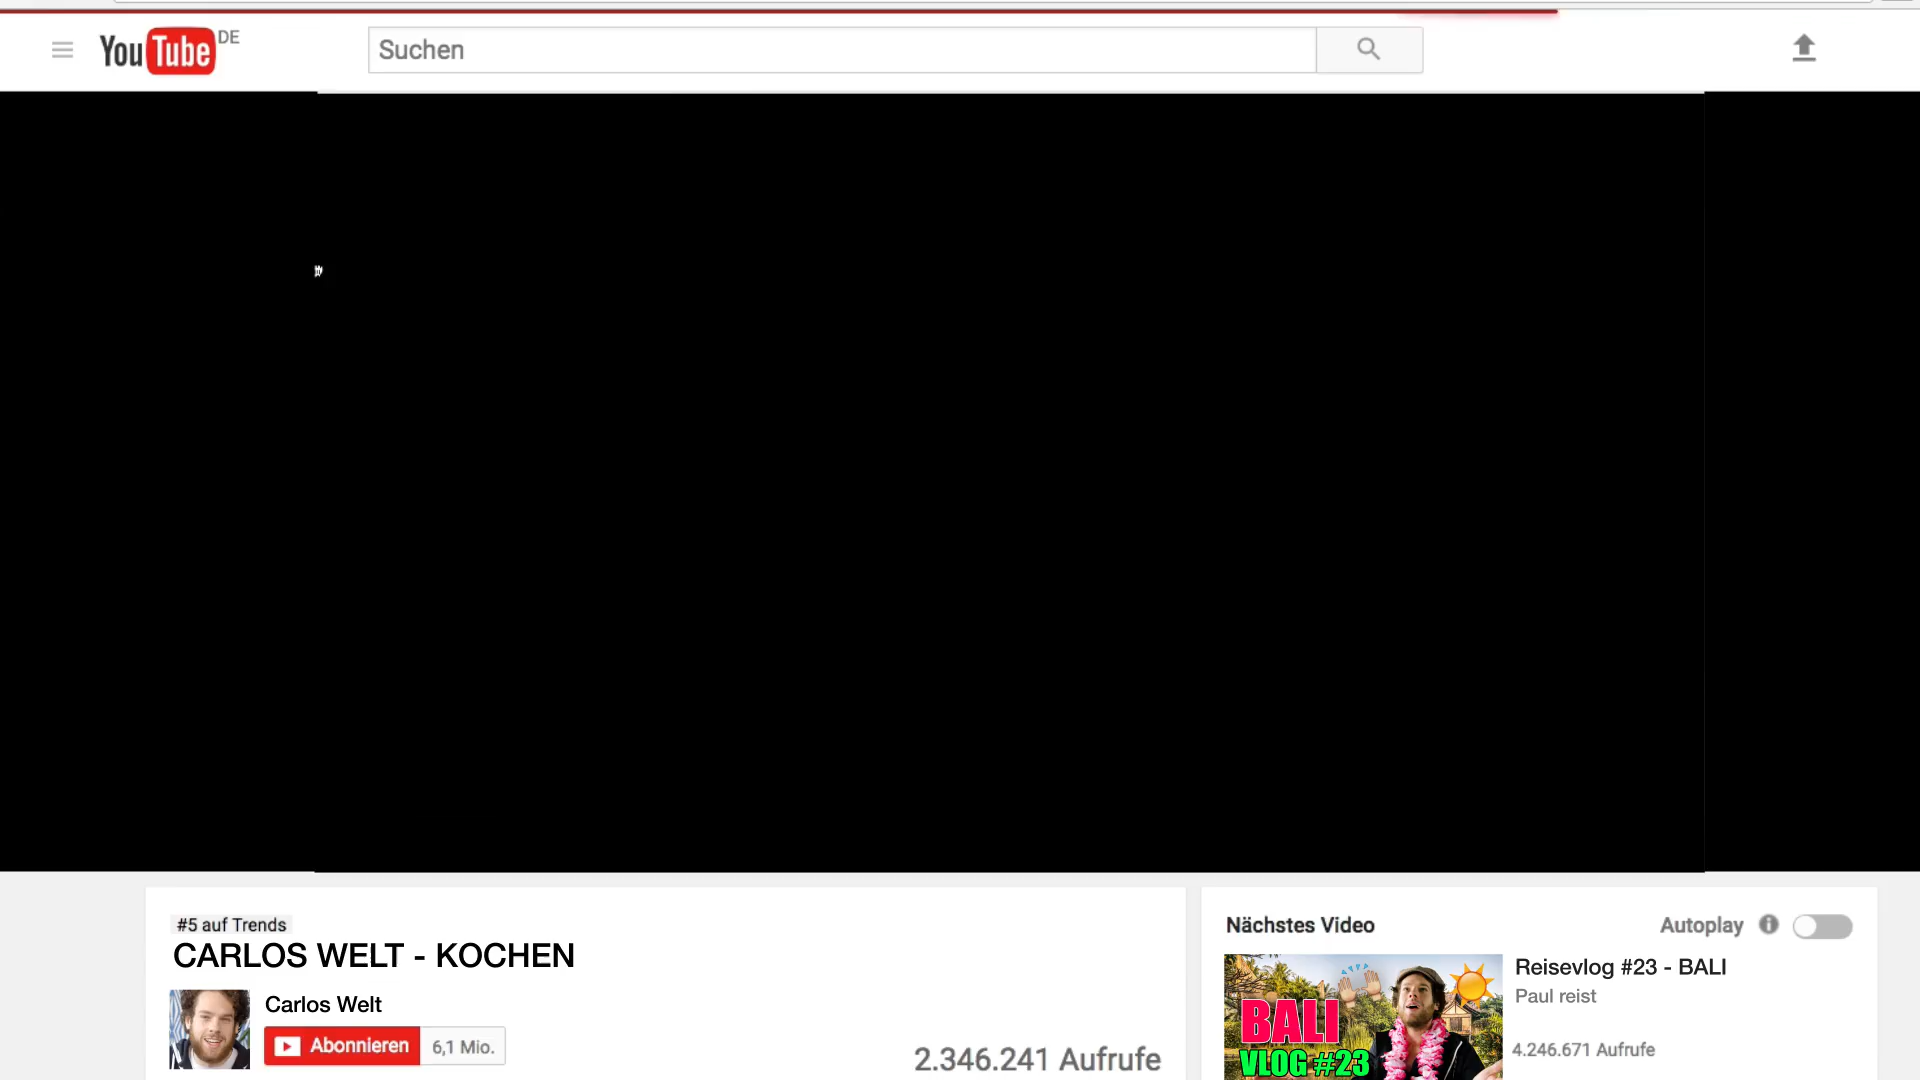 YouTube DE
Suchen
#5 auf Trends
CARLOS WELT - KOCHEN
Carlos Welt
Abonnieren 6,1 Mio.
2.346.241 Aufrufe
Nächstes Video
Autoplay
BALI
VLOG #23
Reisevlog #23 - BALI
Paul reist
4.246.671 Aufrufe